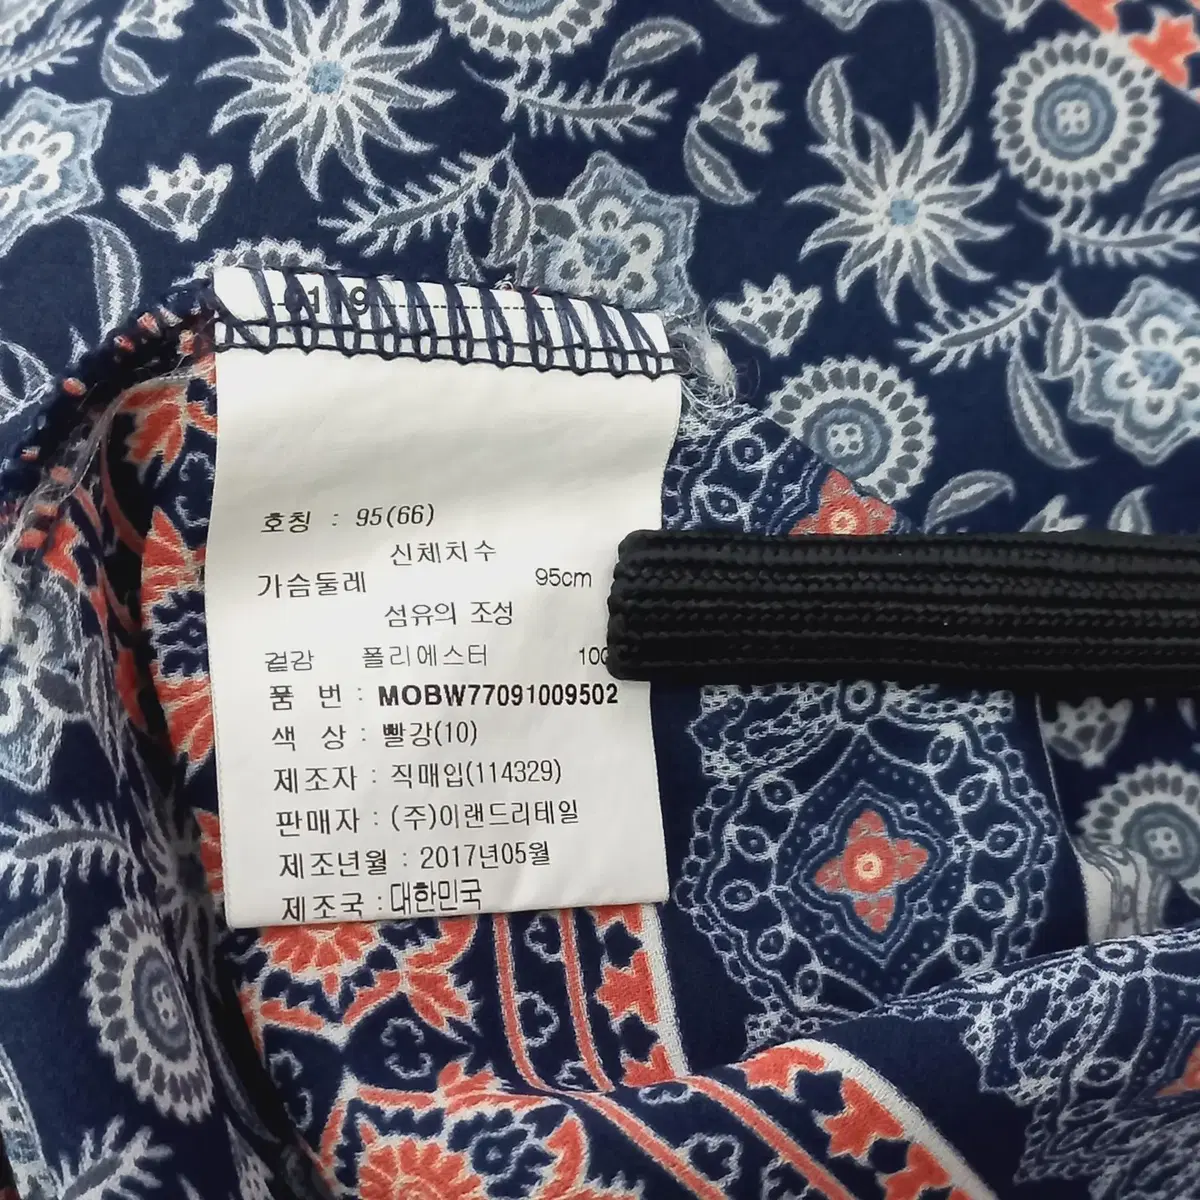 호칭 : 95(66)
신체치수
가슴둘레 95cm
섬유의 조성
겉감 폴리에스터 100
품 번 : MOBW77091009502
색 상 : 빨강(10)
제조자 : 직매입(114329)
판매자 : (주)이랜드리테일
제조년월 : 2017년05월
제조국 : 대한민국